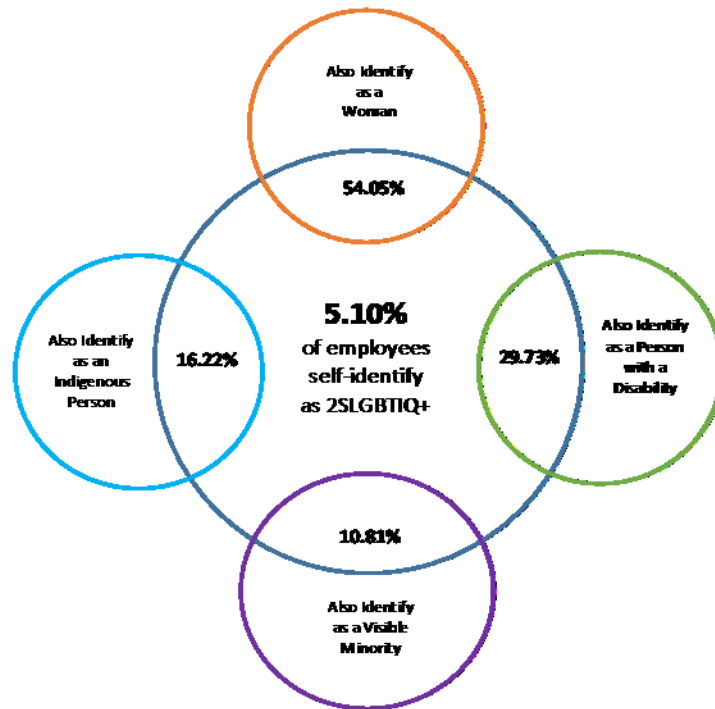 Also Identify
as a
Woman
54.05%
5.10%
of employees
self-identify
as 2SLGBTIQ+
Also Identify
as an
Indigenous
Person
16.22%
29.73%
Also Identify
as a Person
with a
Disability
10.81%
Also Identify
as a Visible
Minority